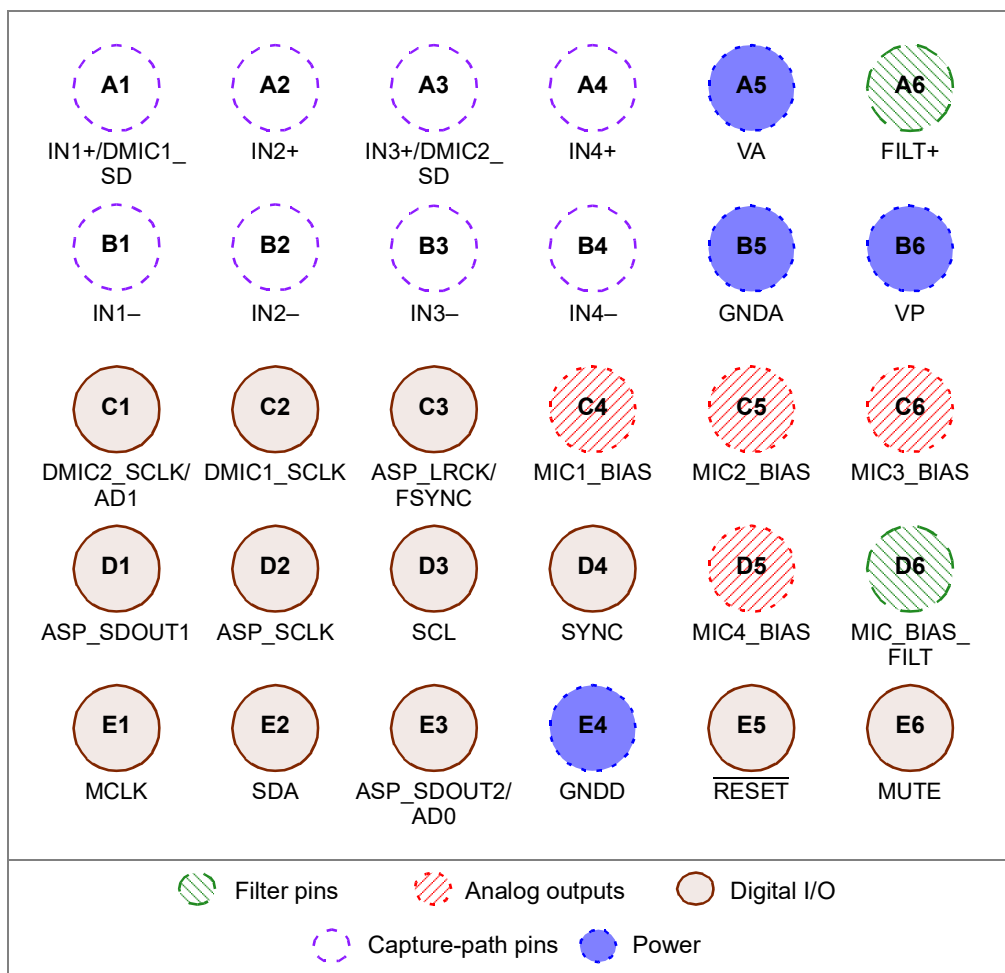 A1 A2 A3 A4 A5 A6
IN1+/DMIC1_ IN2+ IN3+/DMIC2_ IN4+ VA FILT+
SD SD
B1 B2 B3 B4 B5 B6
IN1– IN2– IN3– IN4– GNDA VP
C1 C2 C3 C4 C5 C6
DMIC2_SCLK/ DMIC1_SCLK ASP_LRCK/ MIC1_BIAS MIC2_BIAS MIC3_BIAS
AD1 FSYNC
D1 D2 D3 D4 D5 D6
ASP_SDOUT1 ASP_SCLK SCL SYNC MIC4_BIAS MIC_BIAS_
FILT
E1 E2 E3 E4 E5 E6
MCLK SDA ASP_SDOUT2/ GNDD RESET MUTE
AD0
Filter pins Analog outputs Digital I/O
Capture-path pins Power